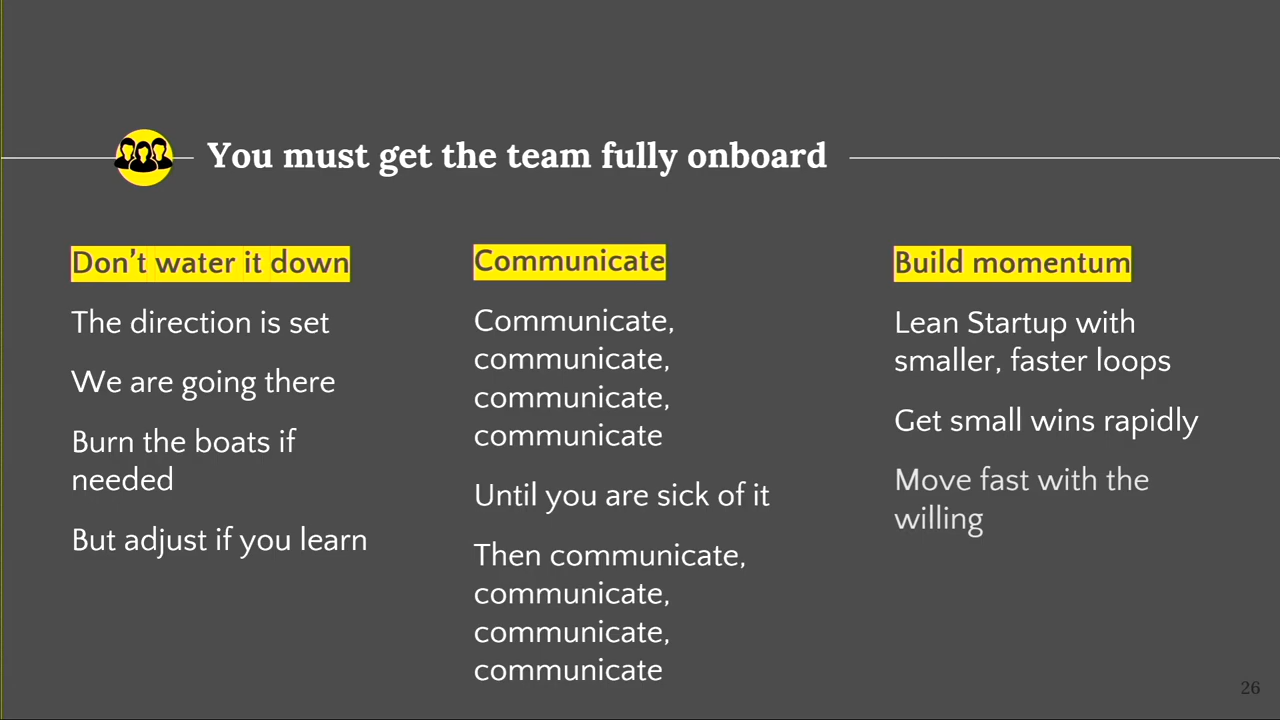 You must get the team fully onboard
Don't water it down
The direction is set
We are going there
Burn the boats if
needed
But adjust if you learn
Communicate
Communicate,
communicate,
communicate,
communicate
Until you are sick of it
Then communicate,
communicate,
communicate,
communicate
Build momentum
Lean Startup with
smaller, faster loops
Get small wins rapidly
Move fast with the
willing
26